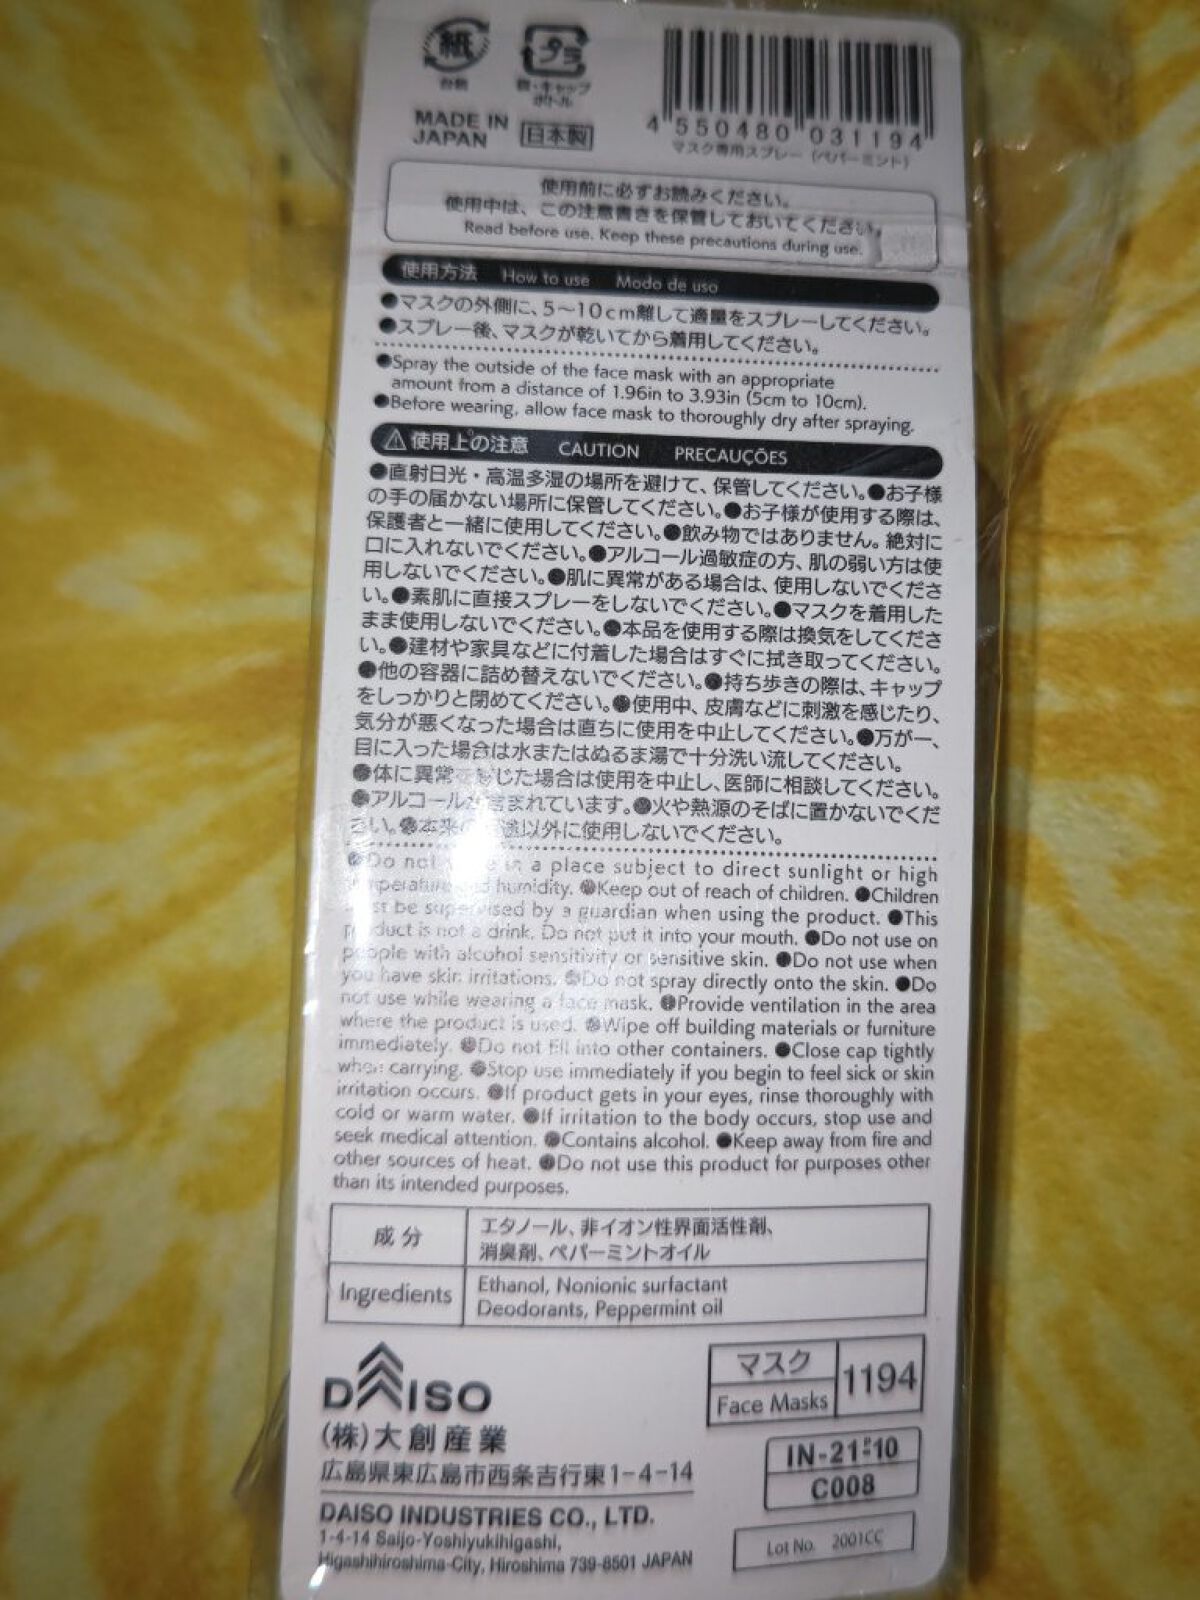 紙
台紙
プラ
袋・キャップ
ボトル
MADE IN
JAPAN
日本製
4 550480 031194
マスク専用スプレー（ペパーミント）
使用前に必ずお読みください。
使用中は、この注意書きを保管しておいてください。
Read before use. Keep these precautions during use.
使用方法 How to use Modo de uso
●マスクの外側に、5～10cm離して適量をスプレーしてください。
●スプレー後、マスクが乾いてから着用してください。
●Spray the outside of the face mask with an appropriate
amount from a distance of 1.96in to 3.93in (5cm to 10cm).
●Before wearing, allow face mask to thoroughly dry after spraying.
⚠使用上の注意 CAUTION PRECAUÇÕES
●直射日光・高温多湿の場所を避けて、保管してください。●お子様
の手の届かない場所に保管してください。●お子様が使用する際は、
保護者と一緒に使用してください。●飲み物ではありません。絶対に
口に入れないでください。●アルコール過敏症の方、肌の弱い方は使
用しないでください。●肌に異常がある場合は、使用しないでくださ
い。●素肌に直接スプレーをしないでください。●マスクを着用した
まま使用しないでください。●本品を使用する際は換気をしてくださ
い。●建材や家具などに付着した場合はすぐに拭き取ってください。
●他の容器に詰め替えないでください。●持ち歩きの際は、キャップ
をしっかりと閉めてください。●使用中、皮膚などに刺激を感じたり、
気分が悪くなった場合は直ちに使用を中止してください。●万が一、
目に入った場合は水またはぬるま湯で十分洗い流してください。
●体に異常を感じた場合は使用を中止し、医師に相談してください。
●アルコールが含まれています。●火や熱源のそばに置かないでくだ
さい。●本来の用途以外に使用しないでください。
●Do not in a place subject to direct sunlight or high
temperature and humidity. ●Keep out of reach of children. ●Children
must be supervised by a guardian when using the product. ●This
product is not a drink. Do not put it into your mouth. ●Do not use on
people with alcohol sensitivity or sensitive skin. ●Do not use when
you have skin irritations. ●Do not spray directly onto the skin. ●Do
not use while wearing a face mask. ●Provide ventilation in the area
where the product is used. ●Wipe off building materials or furniture
immediately. ●Do not fill into other containers. ●Close cap tightly
when carrying. ●Stop use immediately if you begin to feel sick or skin
irritation occurs. ●If product gets in your eyes, rinse thoroughly with
cold or warm water. ●If irritation to the body occurs, stop use and
seek medical attention. ●Contains alcohol. ●Keep away from fire and
other sources of heat. ●Do not use this product for purposes other
than its intended purposes.
成分
エタノール、非イオン性界面活性剤、
消臭剤、ペパーミントオイル
Ingredients
Ethanol, Nonionic surfactant
Deodorants, Peppermint oil
DAISO
(株)大創産業
広島県東広島市西条吉行東1-4-14
DAISO INDUSTRIES CO., LTD.
1-4-14 Saijo-Yoshiyukihigashi,
Higashihiroshima-City, Hiroshima 739-8501 JAPAN
マスク
Face Masks
1194
IN-21-10
C008
Lot No. 2001CC